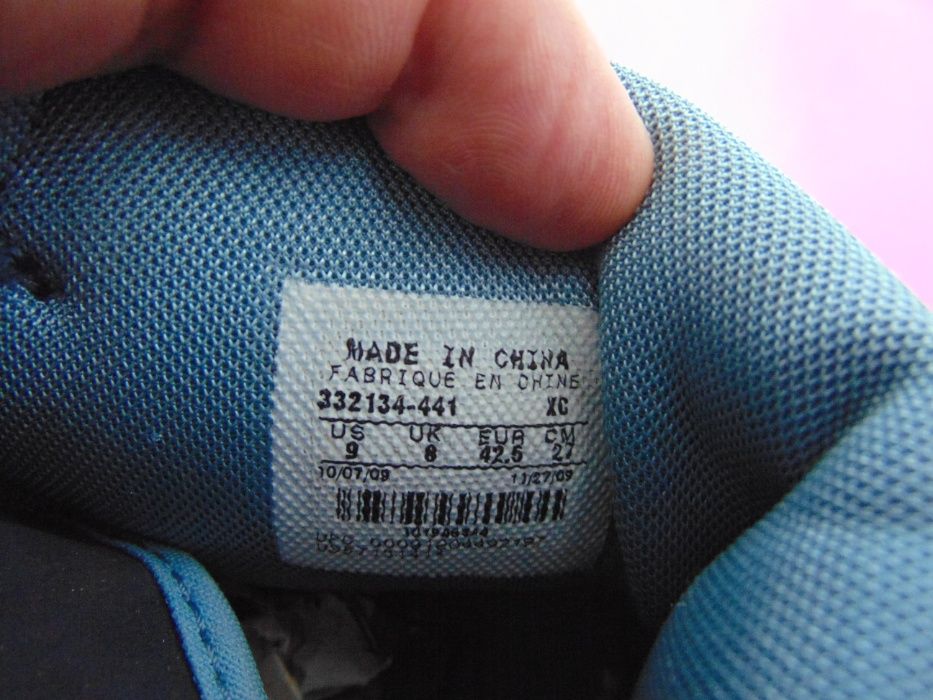 MADE IN CHINA
FABRIQUE EN CHINE
332134-441 XC
US UK EUR CM
9 8 42.5 27
10/07/09 11/27/09